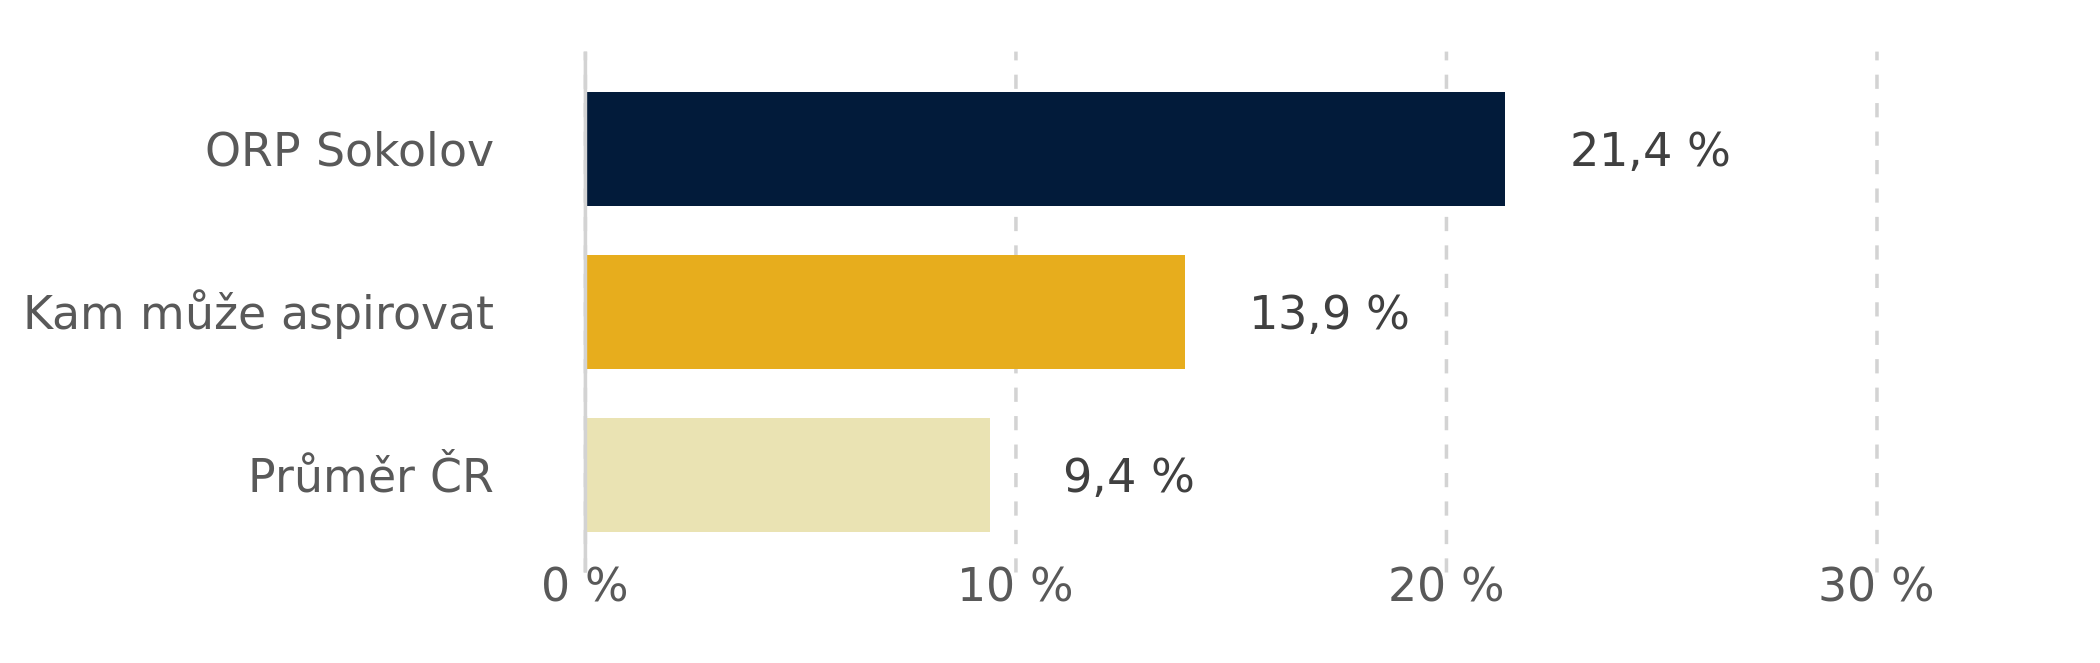 ORP Sokolov
21,4 %
Kam může aspirovat
13,9 %
Průměr ČR
9,4 %
0 %
10 %
20 %
30 %